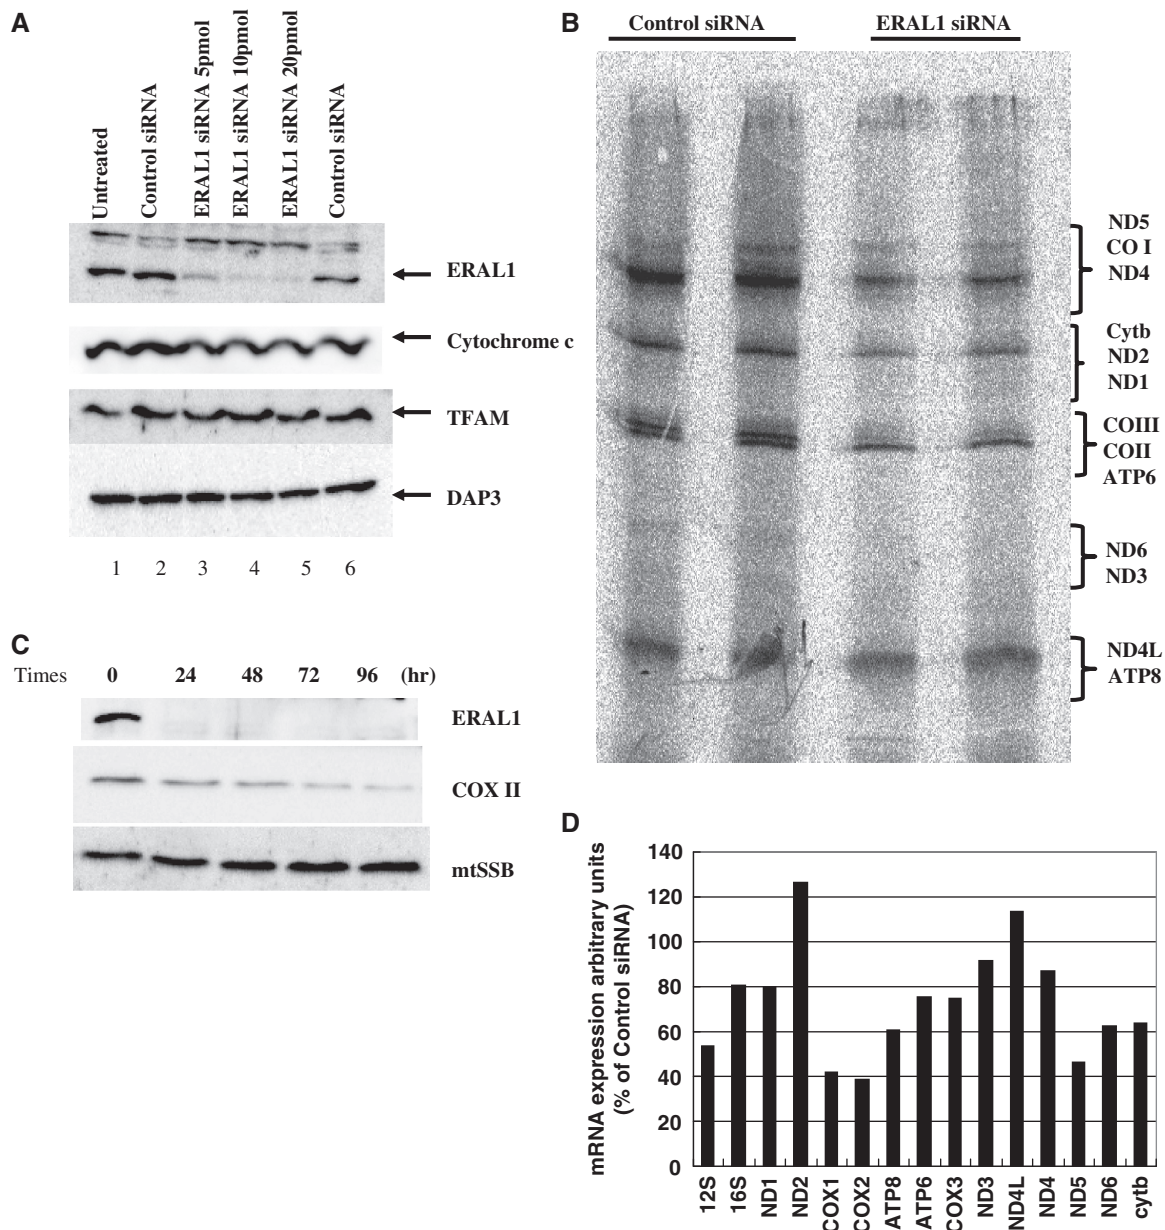 A
Untreated
Control siRNA
ERAL1 siRNA 5pmol
ERAL1 siRNA 10pmol
ERAL1 siRNA 20pmol
Control siRNA
ERAL1
Cytochrome c
TFAM
DAP3
1 2 3 4 5 6
B
Control siRNA ERAL1 siRNA
ND5
CO I
ND4
Cytb
ND2
ND1
COIII
COII
ATP6
ND6
ND3
ND4L
ATP8
C
Times 0 24 48 72 96 (hr)
ERAL1
COX II
mtSSB
D
mRNA expression arbitrary units
(% of Control siRNA)
140
120
100
80
60
40
20
0
12S
16S
ND1
ND2
COX1
COX2
ATP8
ATP6
COX3
ND3
ND4L
ND4
ND5
ND6
cytb